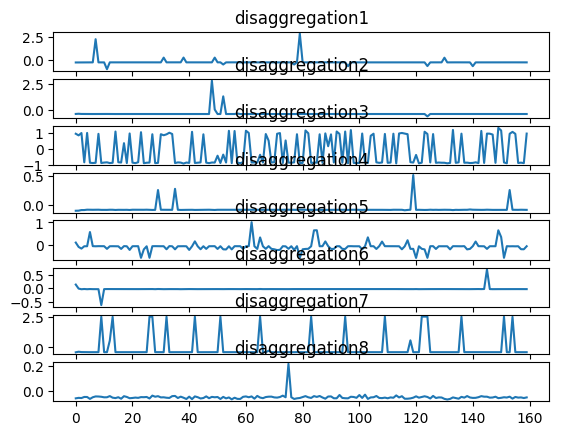 disaggregation1
2.5
0.0
disaggregation2
2.5
0.0
disaggregation3
1
0
−1
disaggregation4
0.5
0.0
disaggregation5
1
0
disaggregation6
0.5
0.0
−0.5
disaggregation7
2.5
0.0
disaggregation8
0.2
0.0
0 20 40 60 80 100 120 140 160